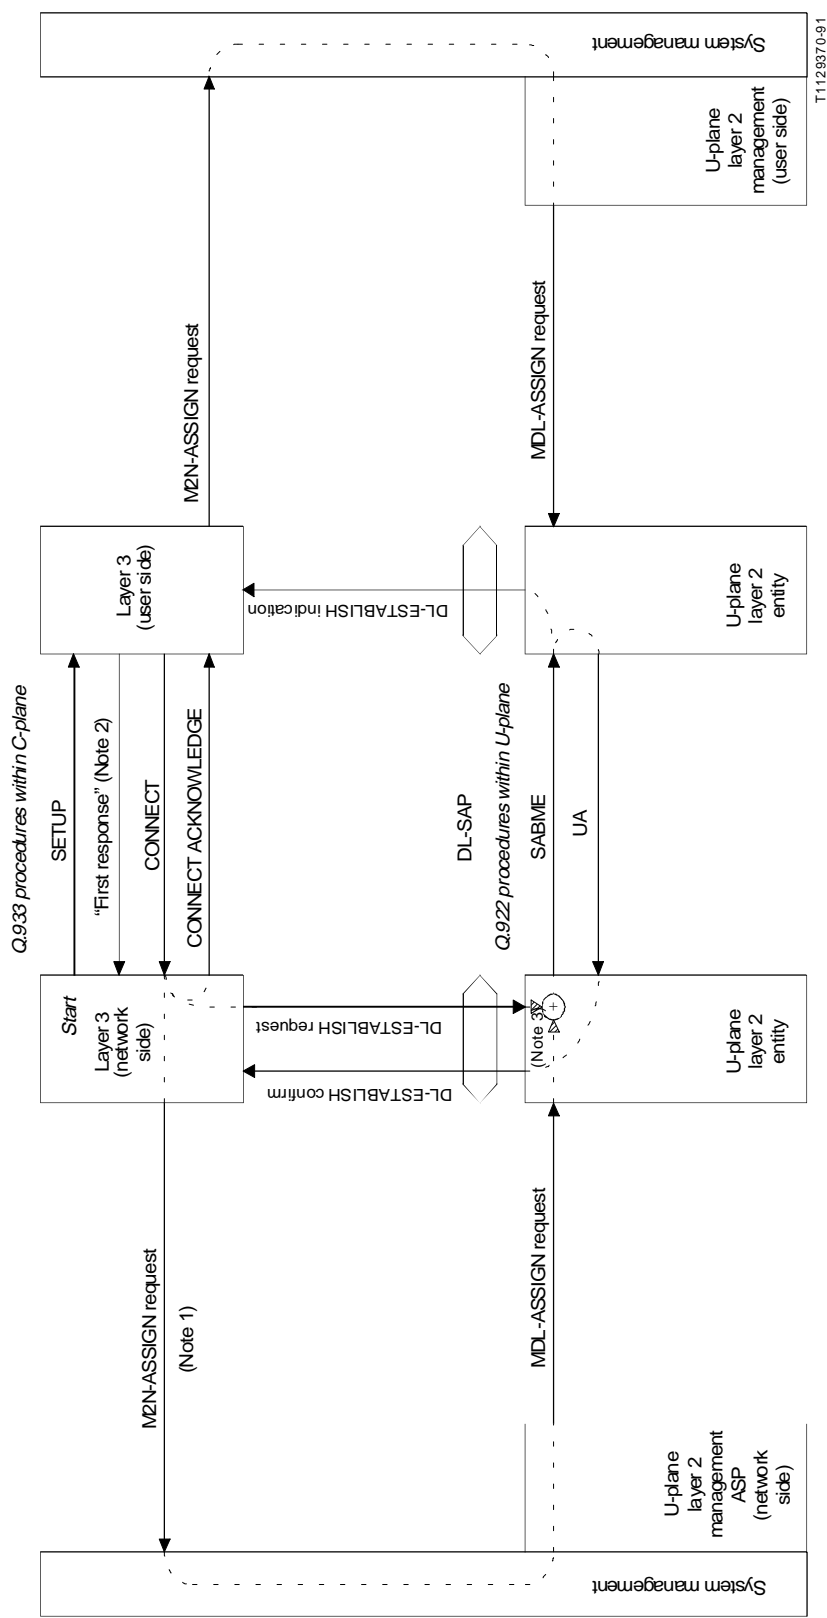 Q.933 procedures within C-plane
Start
Layer 3
(network
side)
SETUP
"First response" (Note 2)
CONNECT
CONNECT ACKNOWLEDGE
Layer 3
(user side)
M2N-ASSIGN request
(Note 1)
M2N-ASSIGN request
System management
DL-ESTABLISH confirm
DL-ESTABLISH request
DL-SAP
DL-ESTABLISH indication
Q.922 procedures within U-plane
MDL-ASSIGN request
(Note 3)
SABME
UA
MDL-ASSIGN request
U-plane
layer 2
management
ASP
(network
side)
U-plane
layer 2
entity
U-plane
layer 2
entity
U-plane
layer 2
management
(user side)
System management
T1129370-91